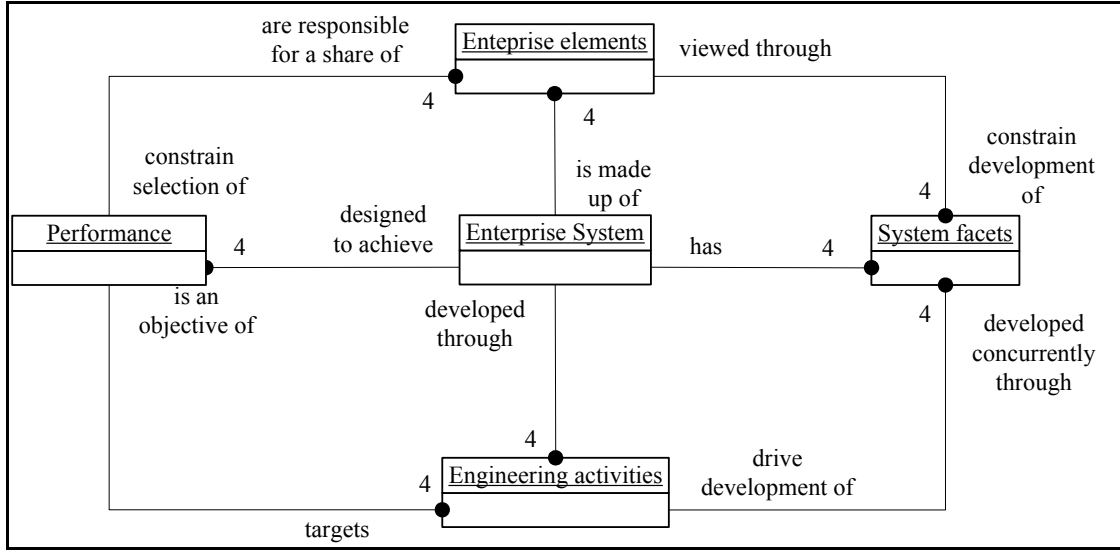 are responsible
for a share of
Enteprise elements
viewed through
4
4
constrain
selection of
is made
up of
constrain
development
of
4
Performance
4
designed
to achieve
Enterprise System
has
4
System facets
is an
objective of
developed
through
4
developed
concurrently
through
4
4
Engineering activities
drive
development of
targets